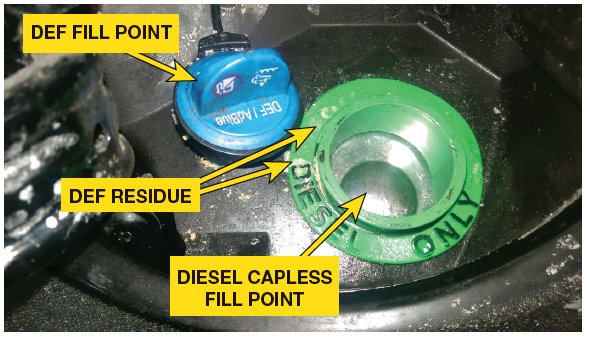 DEF FILL POINT
DEF / AdBlue
DEF RESIDUE
DIESEL ONLY
DIESEL CAPLESS
FILL POINT